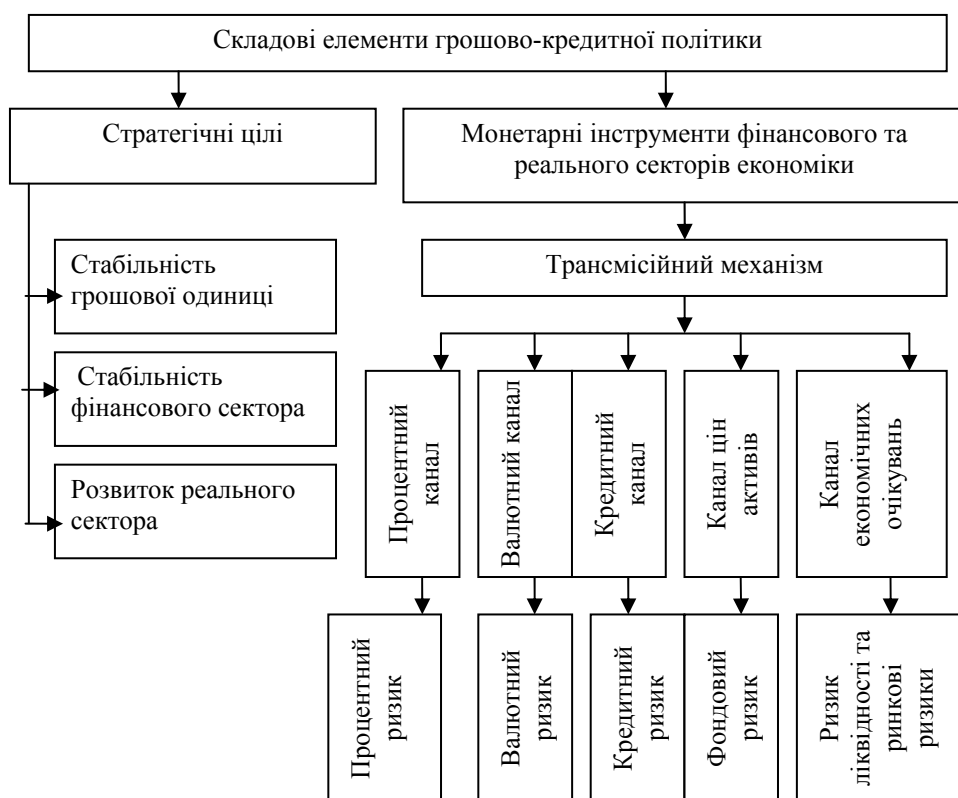 Складові елементи грошово-кредитної політики
Стратегічні цілі
Монетарні інструменти фінансового та
реального секторів економіки
Стабільність
грошової одиниці
Стабільність
фінансового сектора
Розвиток реального
сектора
Трансмісійний механізм
Процентний
канал
Валютний канал
Кредитний
канал
Канал цін
активів
Канал
економічних
очікувань
Процентний
ризик
Валютний
ризик
Кредитний
ризик
Фондовий
ризик
Ризик
ліквідності та
ринкові
ризики